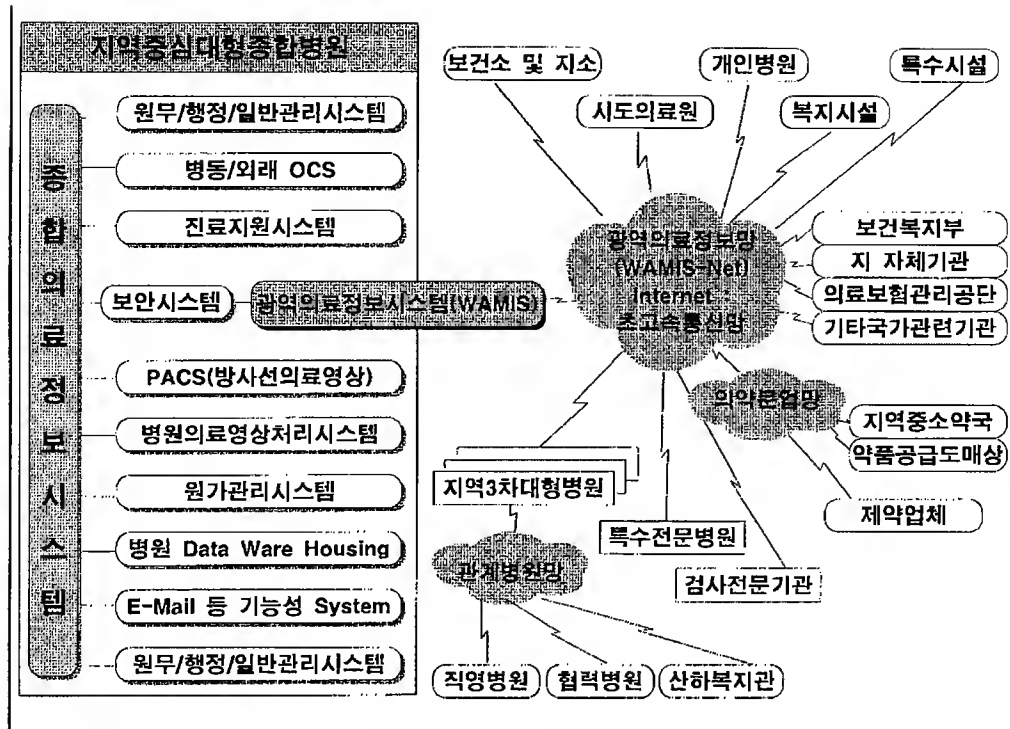 지역중심대형종합병원
종합의료정보시스템
원무/행정/일반관리시스템
병동/외래 OCS
진료지원시스템
보안시스템
광역의료정보시스템(WAMIS)
PACS(방사선의료영상)
병원의료영상처리시스템
원가관리시스템
병원 Data Ware Housing
E-Mail 등 기능성 System
원무/행정/일반관리시스템
보건소 및 지소
개인병원
특수시설
시도의료원
복지시설
광역의료정보망
(WAMIS-Net)
Internet :
초고속통신망
보건복지부
지 자체기관
의료보험관리공단
기타국가관련기관
의약분업망
지역중소약국
약품공급도매상
제약업체
지역3차대형병원
특수전문병원
검사전문기관
관계병원망
직영병원
협력병원
산하복지관